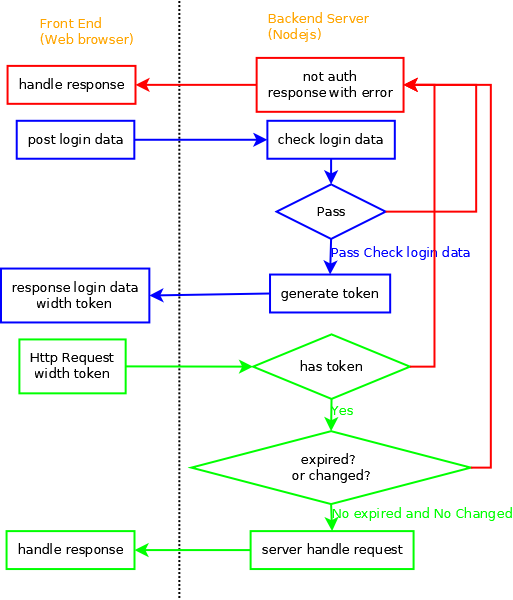 Front End
(Web browser)
Backend Server
(Nodejs)
handle response
not auth
response with error
post login data
check login data
Pass
Pass Check login data
response login data
width token
generate token
Http Request
width token
has token
Yes
expired?
or changed?
No expired and No Changed
handle response
server handle request